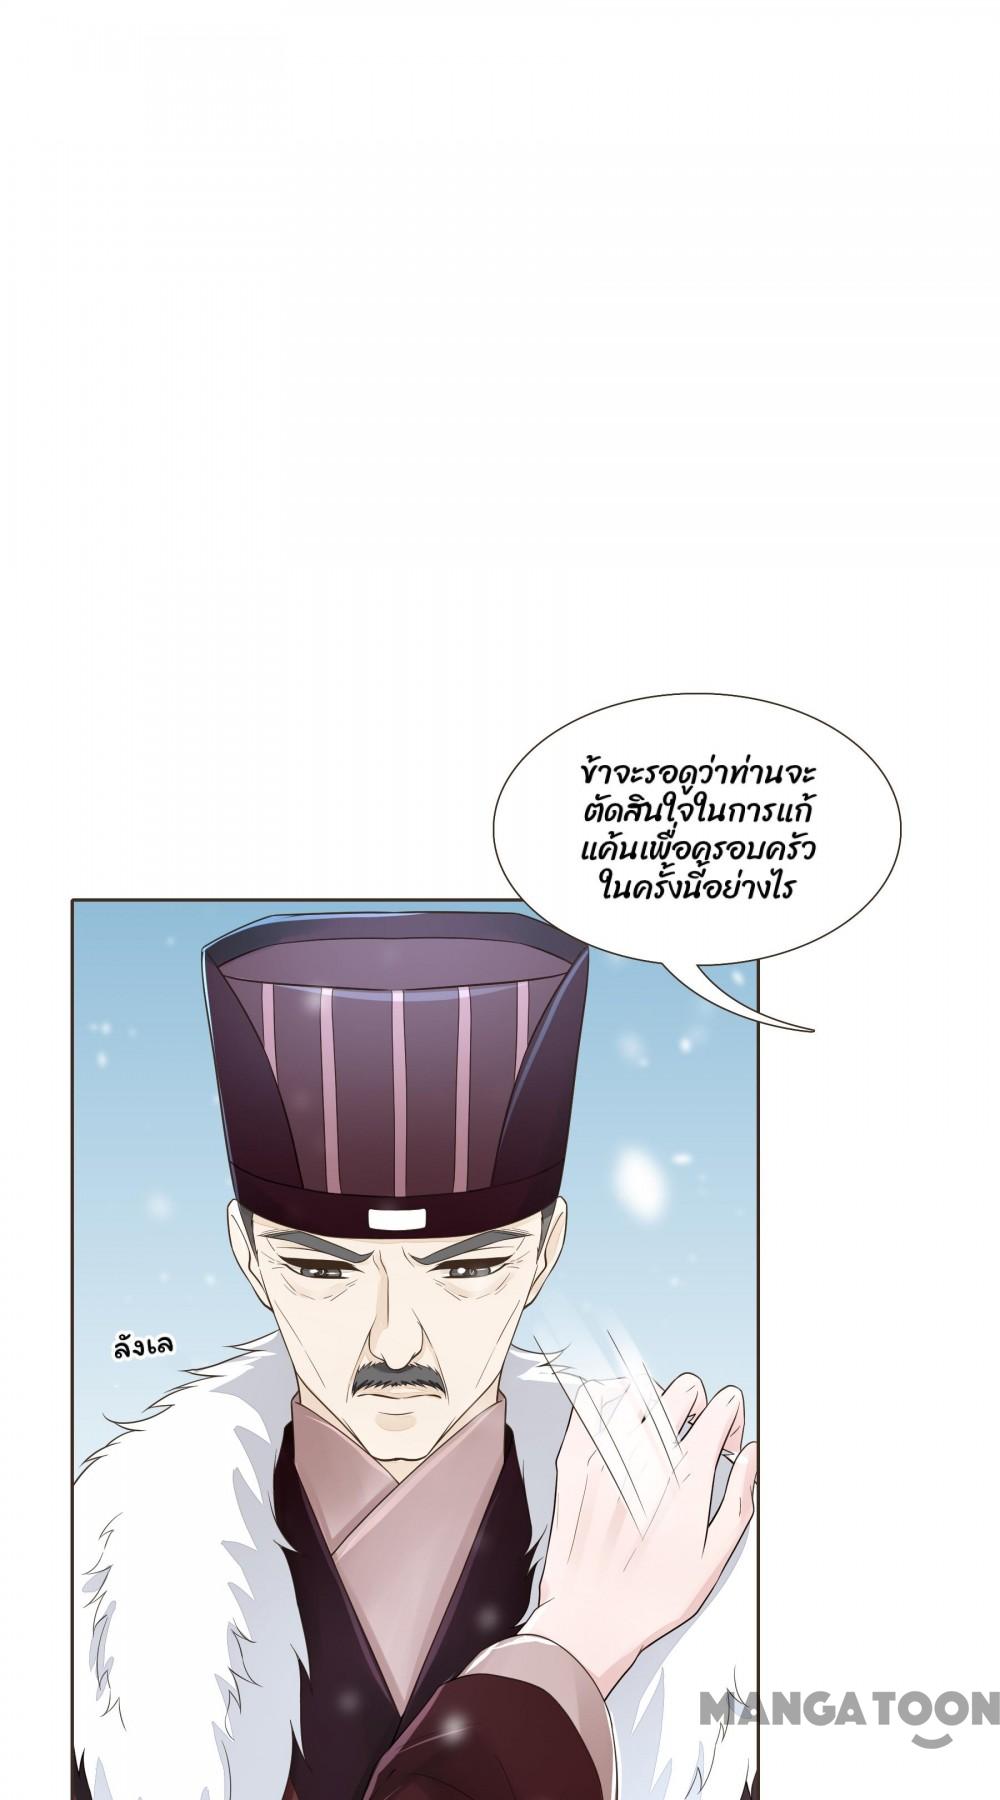 ข้าจะรอดูว่าท่านจะ
ตัดสินใจในการแก้
แค้นเพื่อครอบครัว
ในครั้งนี้อย่างไร
ลังเล
MANGATOON